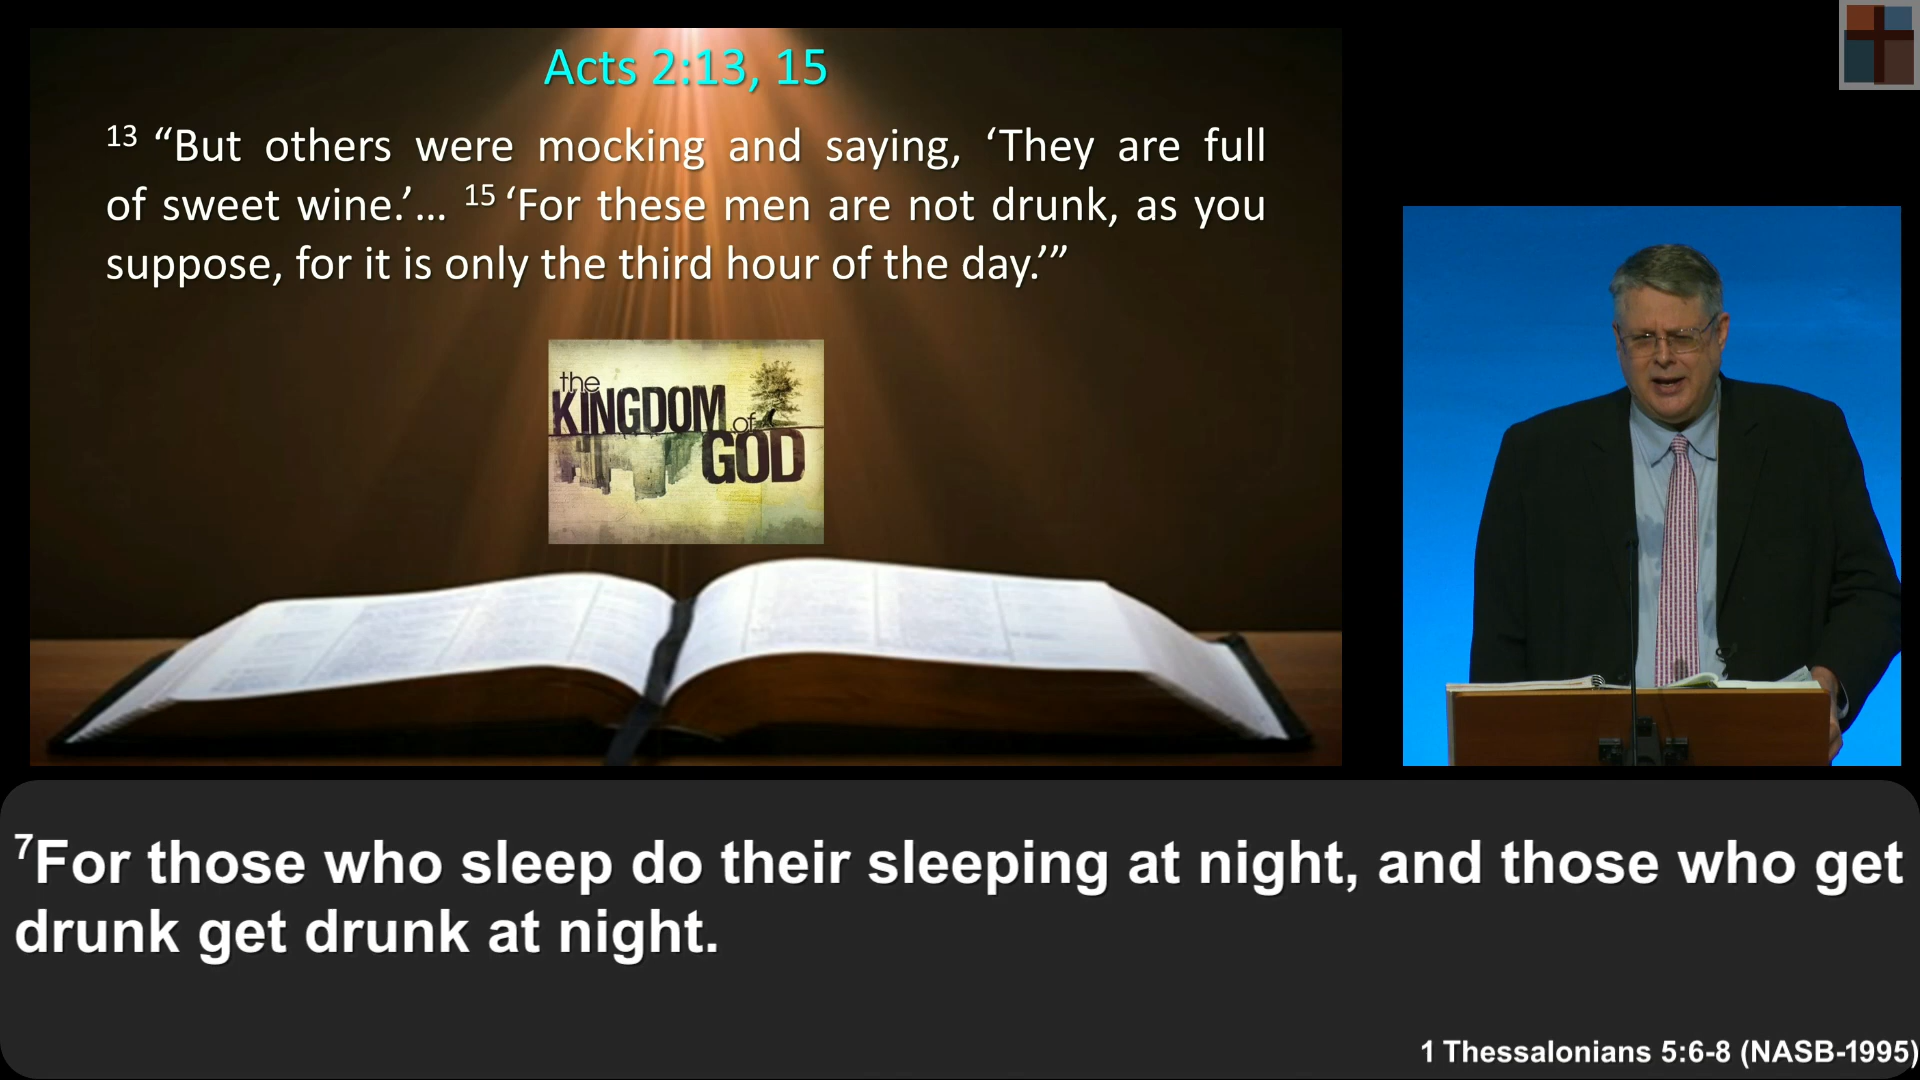 Acts 2:13, 15
13 “But others were mocking and saying, ‘They are full
of sweet wine.’… 15 ‘For these men are not drunk, as you
suppose, for it is only the third hour of the day.’”
the
KINGDOM of
GOD
7For those who sleep do their sleeping at night, and those who get
drunk get drunk at night.
1 Thessalonians 5:6-8 (NASB-1995)